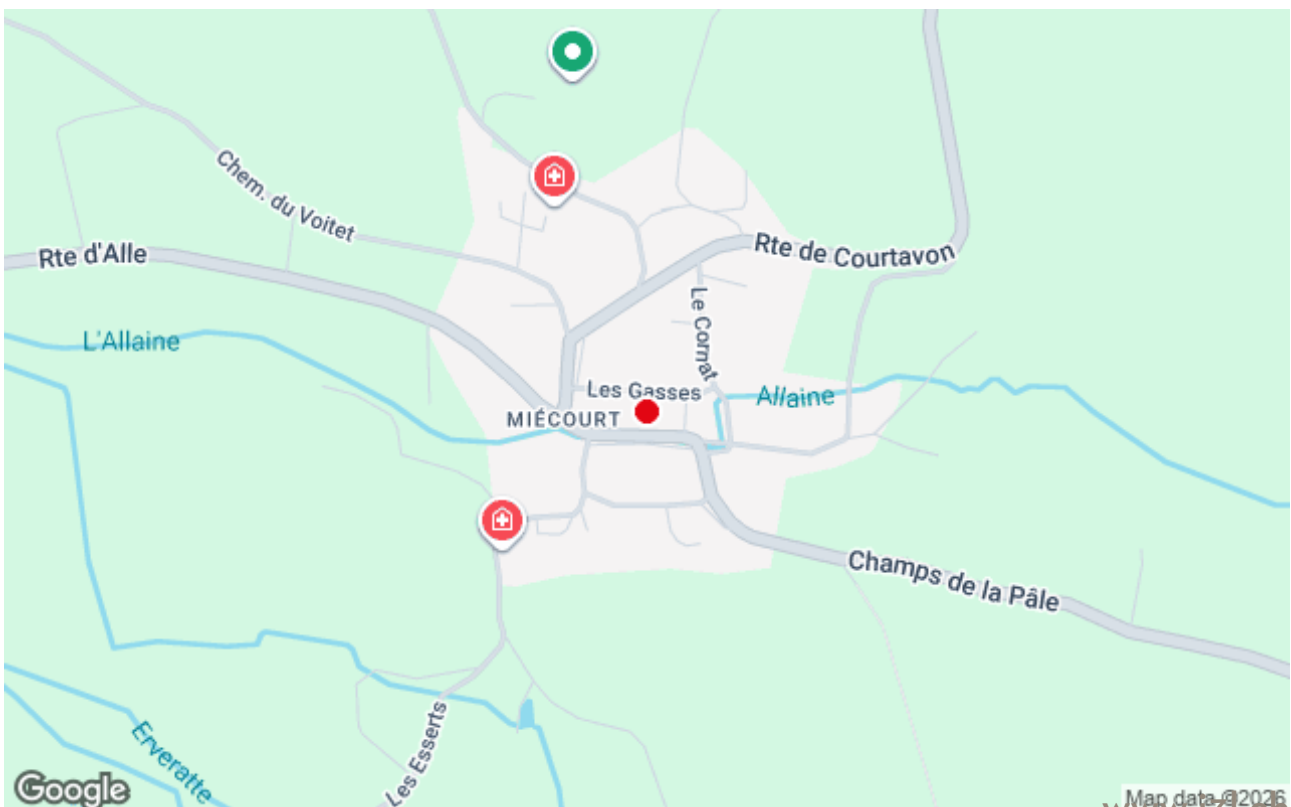 Chem. du Voitet
Rte d'Alle
Rte de Courtavon
L'Allaine
Le Cornat
Les Gasses
Allaine
MIÉCOURT
Champs de la Pâle
Erveratte
Les Esserts
Google
Map data ©2026